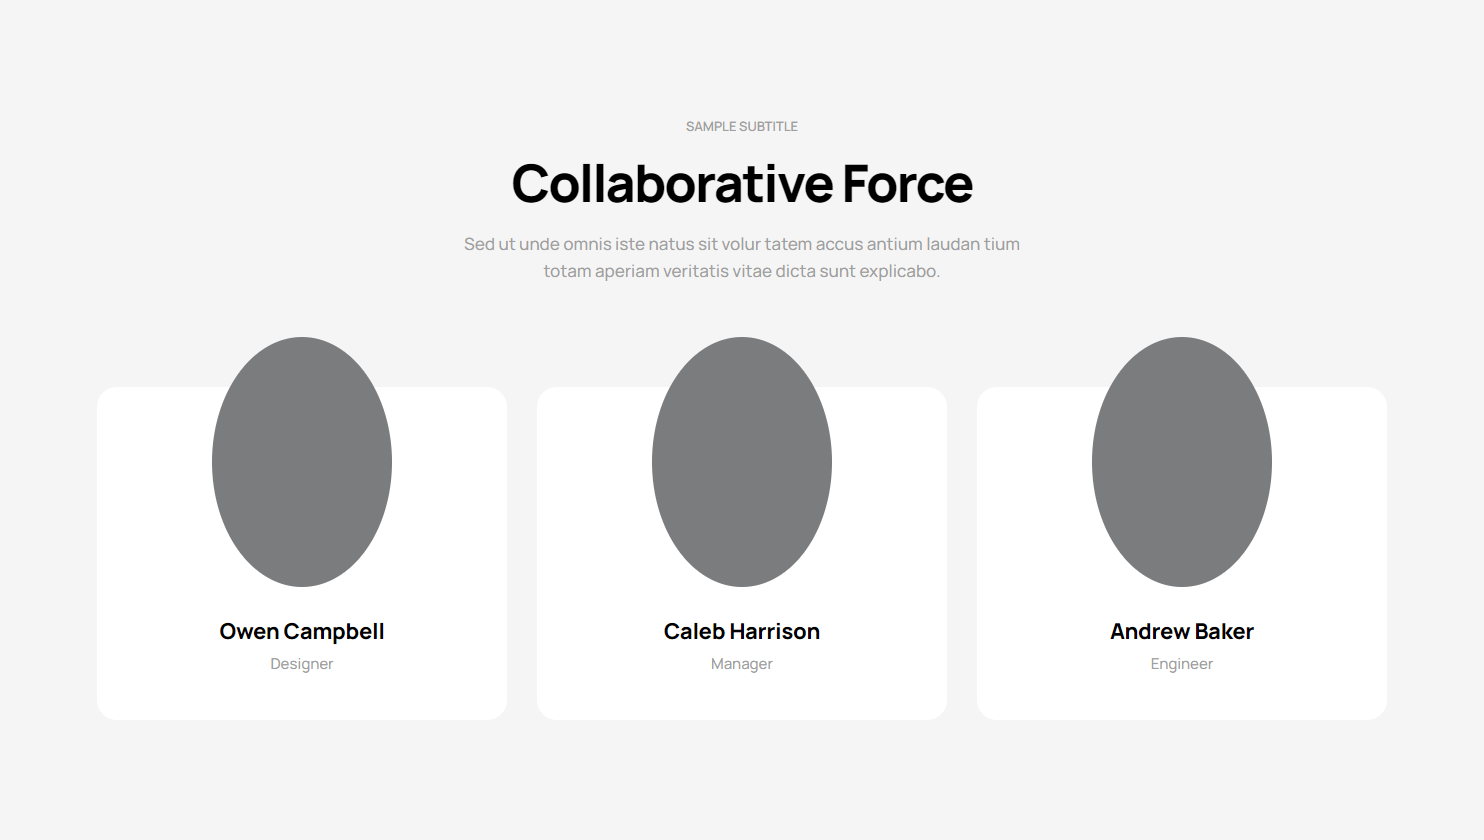 SAMPLE SUBTITLE
Collaborative Force
Sed ut unde omnis iste natus sit volur tatem accus antium laudan tium
totam aperiam veritatis vitae dicta sunt explicabo.
Owen Campbell
Designer
Caleb Harrison
Manager
Andrew Baker
Engineer